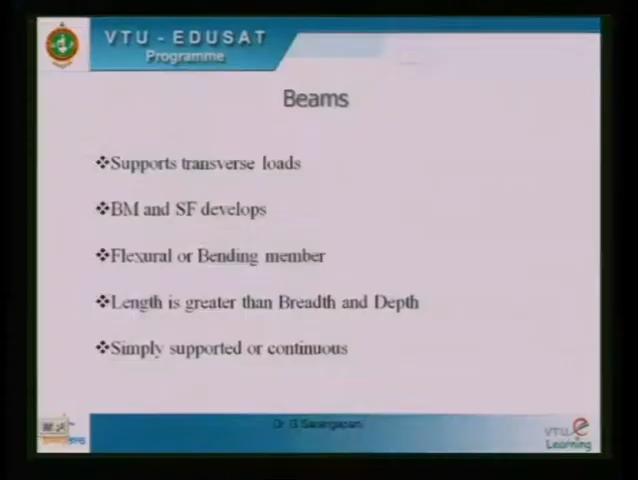 VTU - EDUSAT
Programme
Beams
❖Supports transverse loads
❖BM and SF develops
❖Flexural or Bending member
❖Length is greater than Breadth and Depth
❖Simply supported or continuous
Dr. G Sarangapani
VTU e
Learning